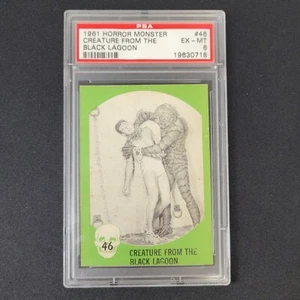 PSA
1961 HORROR MONSTER #46
CREATURE FROM THE EX-MT
BLACK LAGOON 6
19630716
46
CREATURE FROM THE
BLACK LAGOON